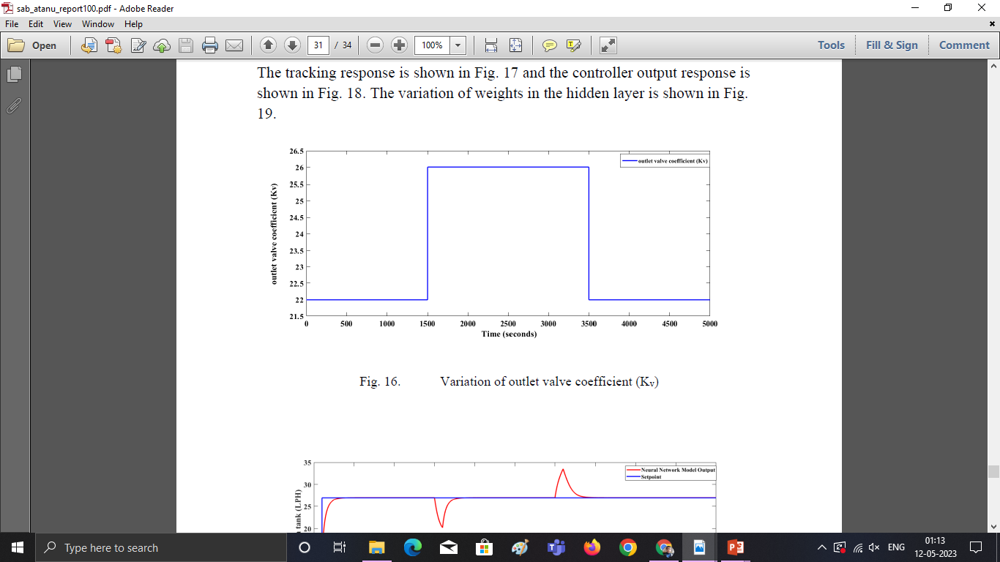 sab_atanu_report100.pdf - Adobe Reader
File Edit View Window Help
Open 31 / 34 100% Tools Fill & Sign Comment
The tracking response is shown in Fig. 17 and the controller output response is
shown in Fig. 18. The variation of weights in the hidden layer is shown in Fig.
19.
outlet valve coefficient (Kv)
26.5
26
25.5
25
24.5
24
23.5
23
22.5
22
21.5
outlet valve coefficient (Kv)
0 500 1000 1500 2000 2500 3000 3500 4000 4500 5000
Time (seconds)
Fig. 16. Variation of outlet valve coefficient (Kv)
35
30
25
20
tank (LPH)
Neural Network Model Output
Setpoint
Type here to search
ENG
01:13
12-05-2023